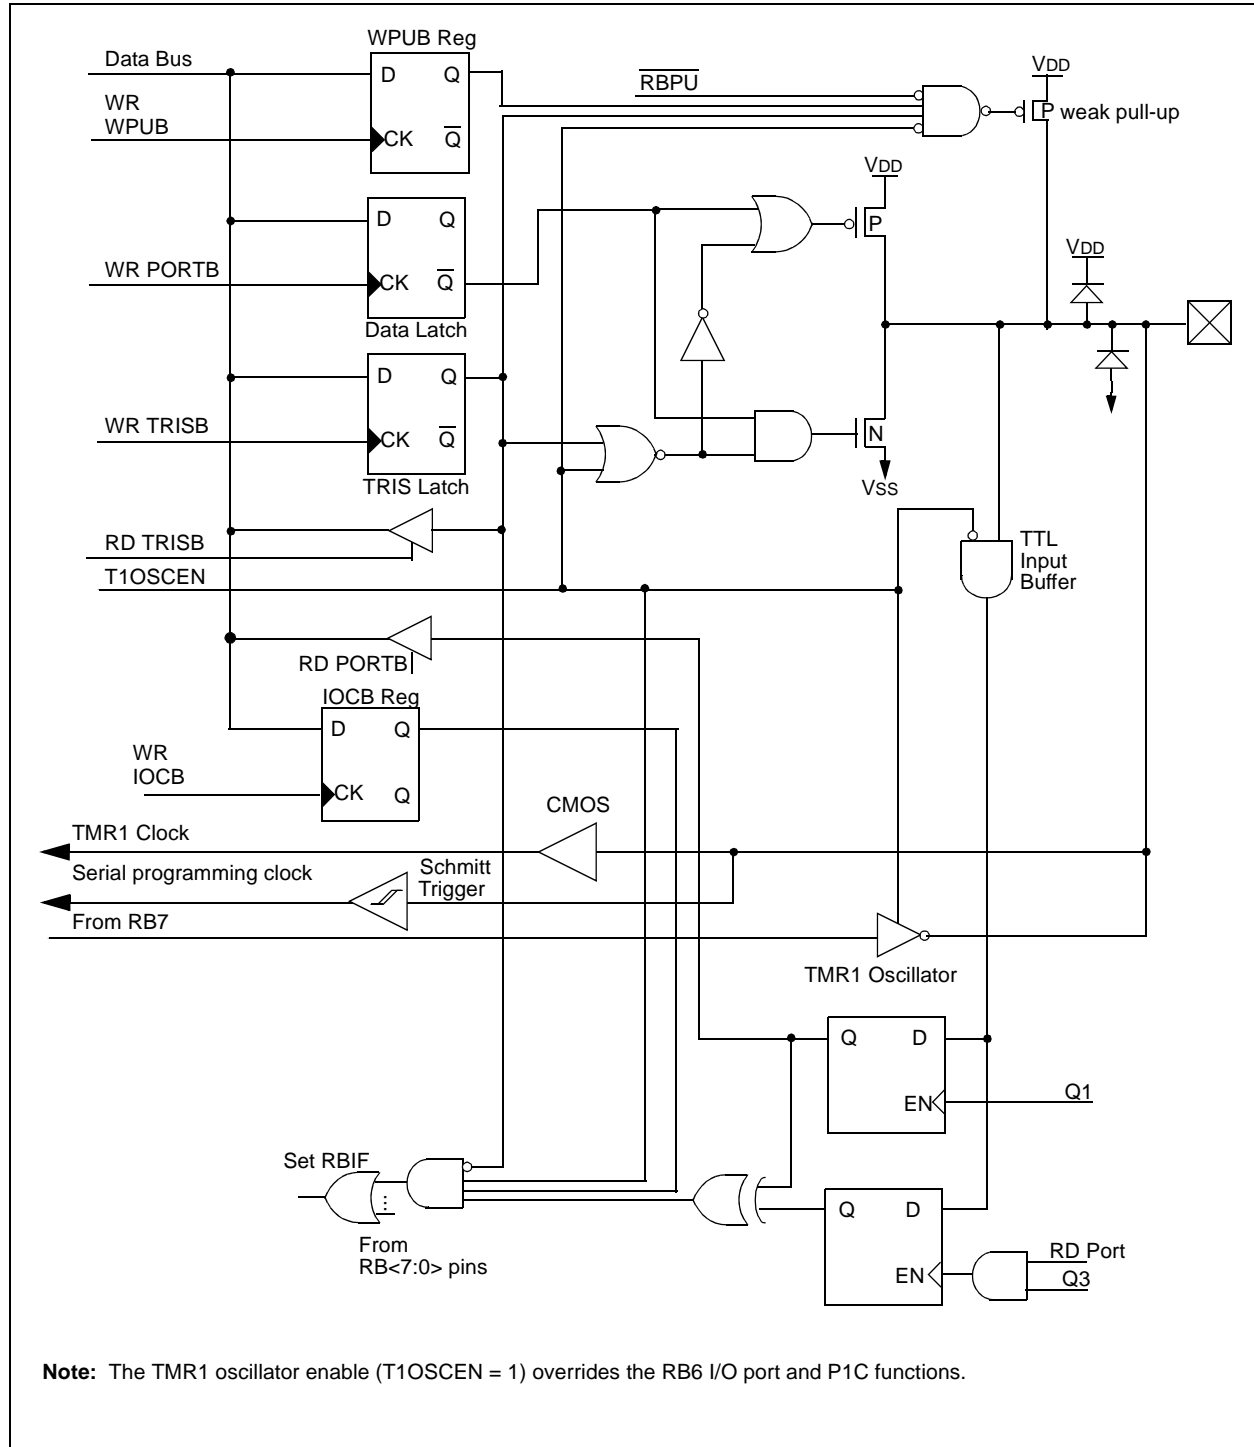 WPUB Reg
Data Bus
D Q
WR
WPUB
CK Q
RBPU
VDD
P weak pull-up
VDD
P
D Q
WR PORTB
CK Q
Data Latch
VDD
D Q
WR TRISB
CK Q
TRIS Latch
N
VSS
RD TRISB
T1OSCEN
TTL
Input
Buffer
RD PORTB
IOCB Reg
D Q
WR
IOCB
CK Q
CMOS
TMR1 Clock
Serial programming clock
Schmitt
Trigger
From RB7
TMR1 Oscillator
Q D
EN
Q1
Set RBIF
From
RB<7:0> pins
Q D
EN
RD Port
Q3
Note: The TMR1 oscillator enable (T1OSCEN = 1) overrides the RB6 I/O port and P1C functions.